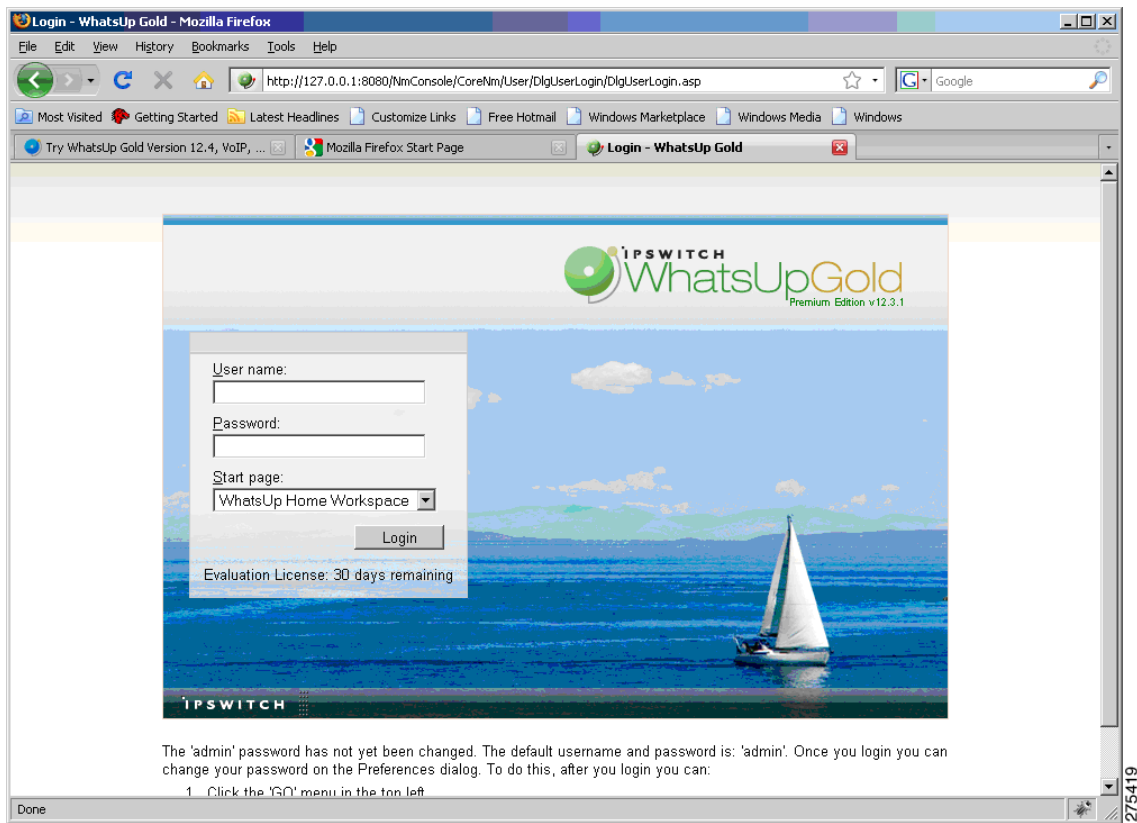 Login - WhatsUp Gold - Mozilla Firefox
File Edit View History Bookmarks Tools Help
http://127.0.0.1:8080/NmConsole/CoreNm/User/DlgUserLogin/DlgUserLogin.asp
G Google
Most Visited Getting Started Latest Headlines Customize Links Free Hotmail Windows Marketplace Windows Media Windows
Try WhatsUp Gold Version 12.4, VoIP, ... Mozilla Firefox Start Page Login - WhatsUp Gold
IPSWITCH
WhatsUpGold
Premium Edition v12.3.1
User name:
Password:
Start page:
WhatsUp Home Workspace
Login
Evaluation License: 30 days remaining
IPSWITCH
The 'admin' password has not yet been changed. The default username and password is: 'admin'. Once you login you can
change your password on the Preferences dialog. To do this, after you login you can:
1. Click the 'GO' menu in the top left
Done
275419